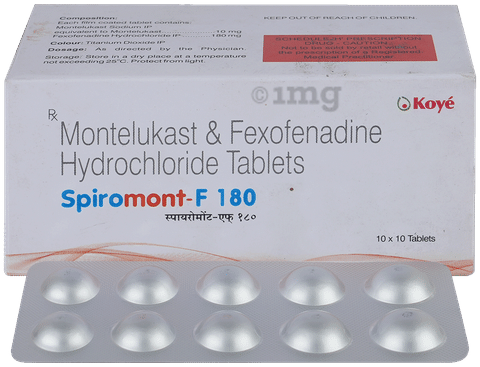 Composition:
Each film coated tablet contains:
Montelukast Sodium IP
equivalent to Montelukast.......... 10 mg
Fexofenadine Hydrochloride IP.......... 180 mg
Colour: Titanium Dioxide IP
Dosage: As directed by the Physician.
Storage: Store in a dry place at a temperature
not exceeding 25°C. Protect from light.
KEEP OUT OF REACH OF CHILDREN.
SCHEDULE H PRESCRIPTION
DRUG - CAUTION:
Not to be sold by retail without
the prescription of a Registered
Medical Practitioner.
©1mg
Koyé
Rx
Montelukast & Fexofenadine
Hydrochloride Tablets
Spiromont-F 180
स्पायरोमोंट-एफ १८०
10 x 10 Tablets